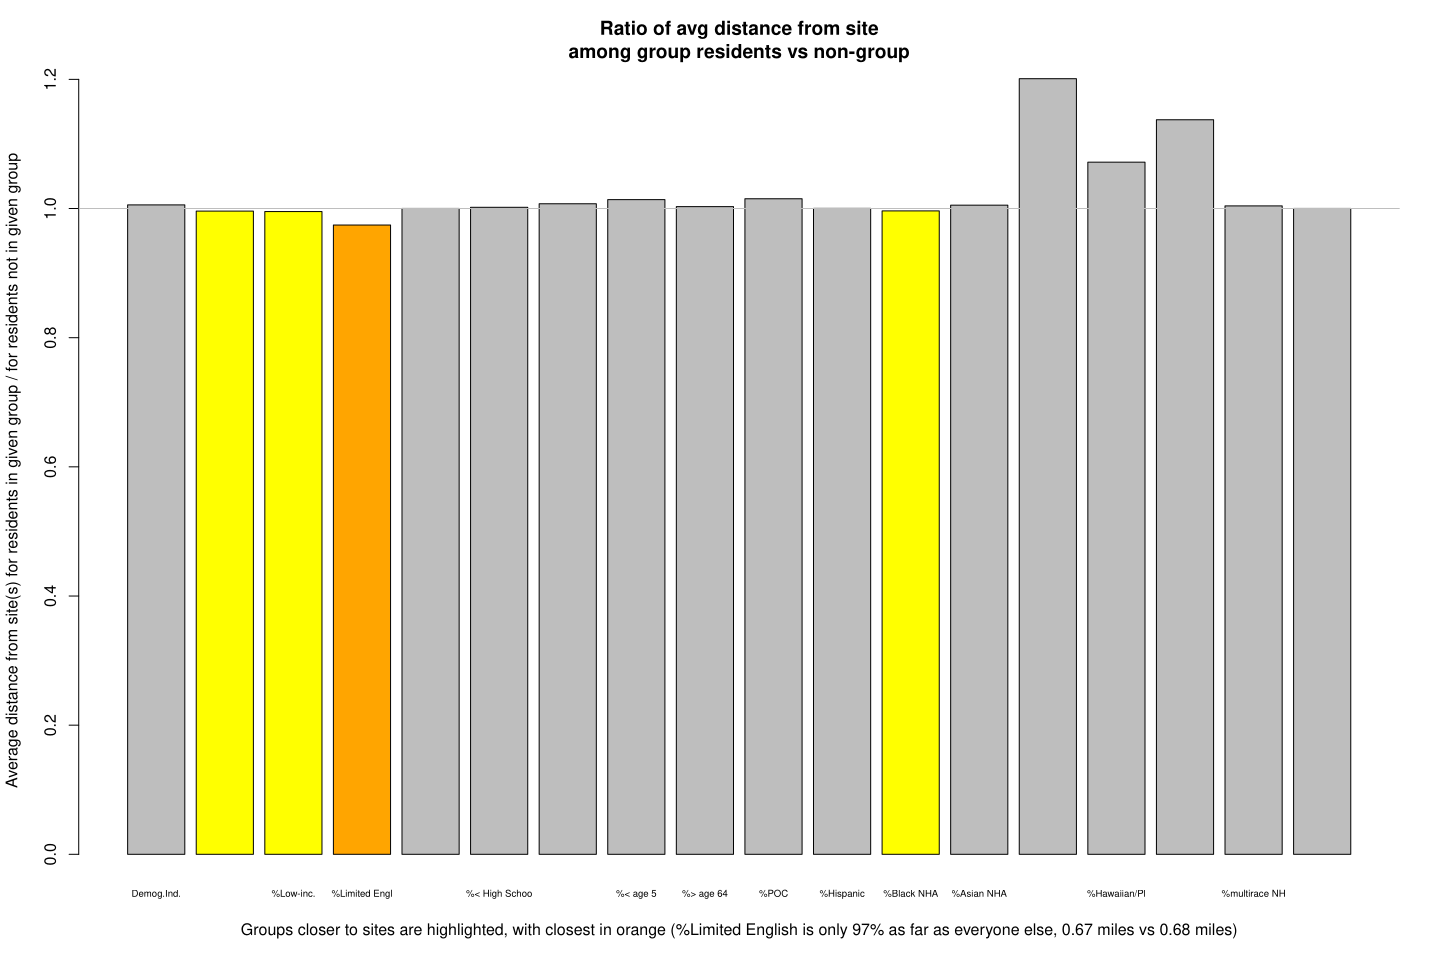 Ratio of avg distance from site
among group residents vs non-group
Average distance from site(s) for residents in given group / for residents not in given group
1.2
1.0
0.8
0.6
0.4
0.2
0.0
Demog.Ind. %Low-inc. %Limited Engl %< High Schoo %< age 5 %> age 64 %POC %Hispanic %Black NHA %Asian NHA %Hawaiian/PI %multirace NH
Groups closer to sites are highlighted, with closest in orange (%Limited English is only 97% as far as everyone else, 0.67 miles vs 0.68 miles)